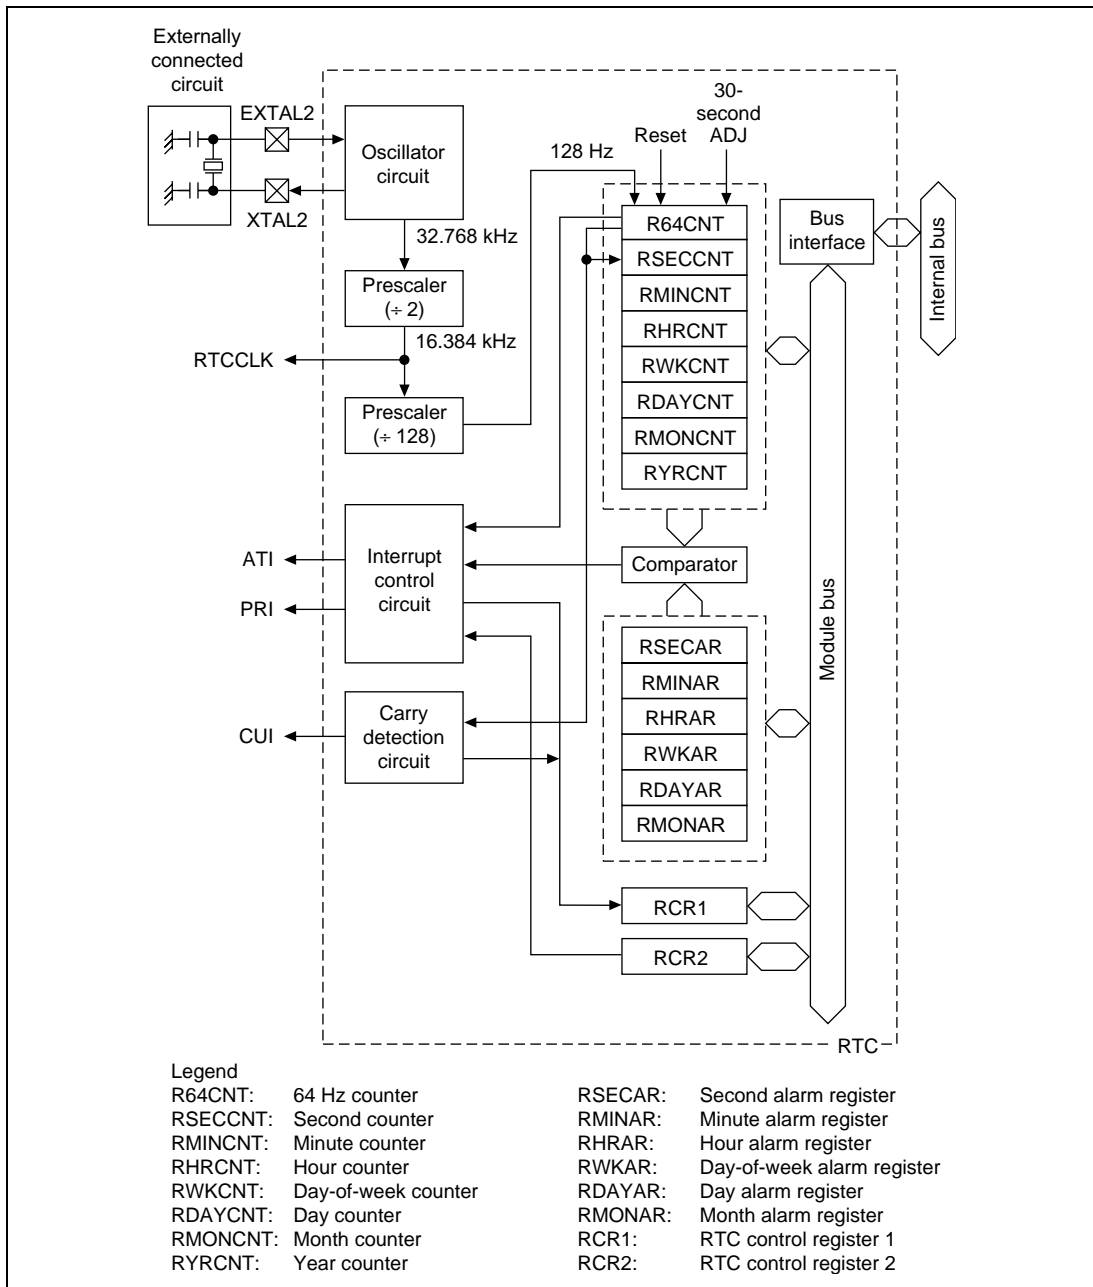 Externally
connected
circuit
EXTAL2
XTAL2
Oscillator
circuit
32.768 kHz
Prescaler
(÷ 2)
16.384 kHz
RTCCLK
Prescaler
(÷ 128)
128 Hz
Reset
30-
second
ADJ
R64CNT
RSECCNT
RMINCNT
RHRCNT
RWKCNT
RDAYCNT
RMONCNT
RYRCNT
Bus
interface
Internal bus
Module bus
ATI
PRI
Interrupt
control
circuit
Comparator
CUI
Carry
detection
circuit
RSECAR
RMINAR
RHRAR
RWKAR
RDAYAR
RMONAR
RCR1
RCR2
RTC
Legend
R64CNT: 64 Hz counter
RSECCNT: Second counter
RMINCNT: Minute counter
RHRCNT: Hour counter
RWKCNT: Day-of-week counter
RDAYCNT: Day counter
RMONCNT: Month counter
RYRCNT: Year counter
RSECAR: Second alarm register
RMINAR: Minute alarm register
RHRAR: Hour alarm register
RWKAR: Day-of-week alarm register
RDAYAR: Day alarm register
RMONAR: Month alarm register
RCR1: RTC control register 1
RCR2: RTC control register 2